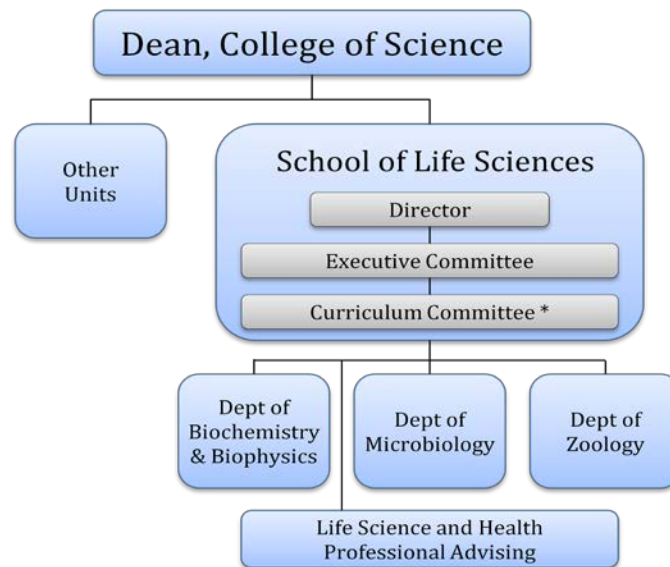 Dean, College of Science
Other
Units
School of Life Sciences
Director
Executive Committee
Curriculum Committee *
Dept of
Biochemistry
& Biophysics
Dept of
Microbiology
Dept of
Zoology
Life Science and Health
Professional Advising